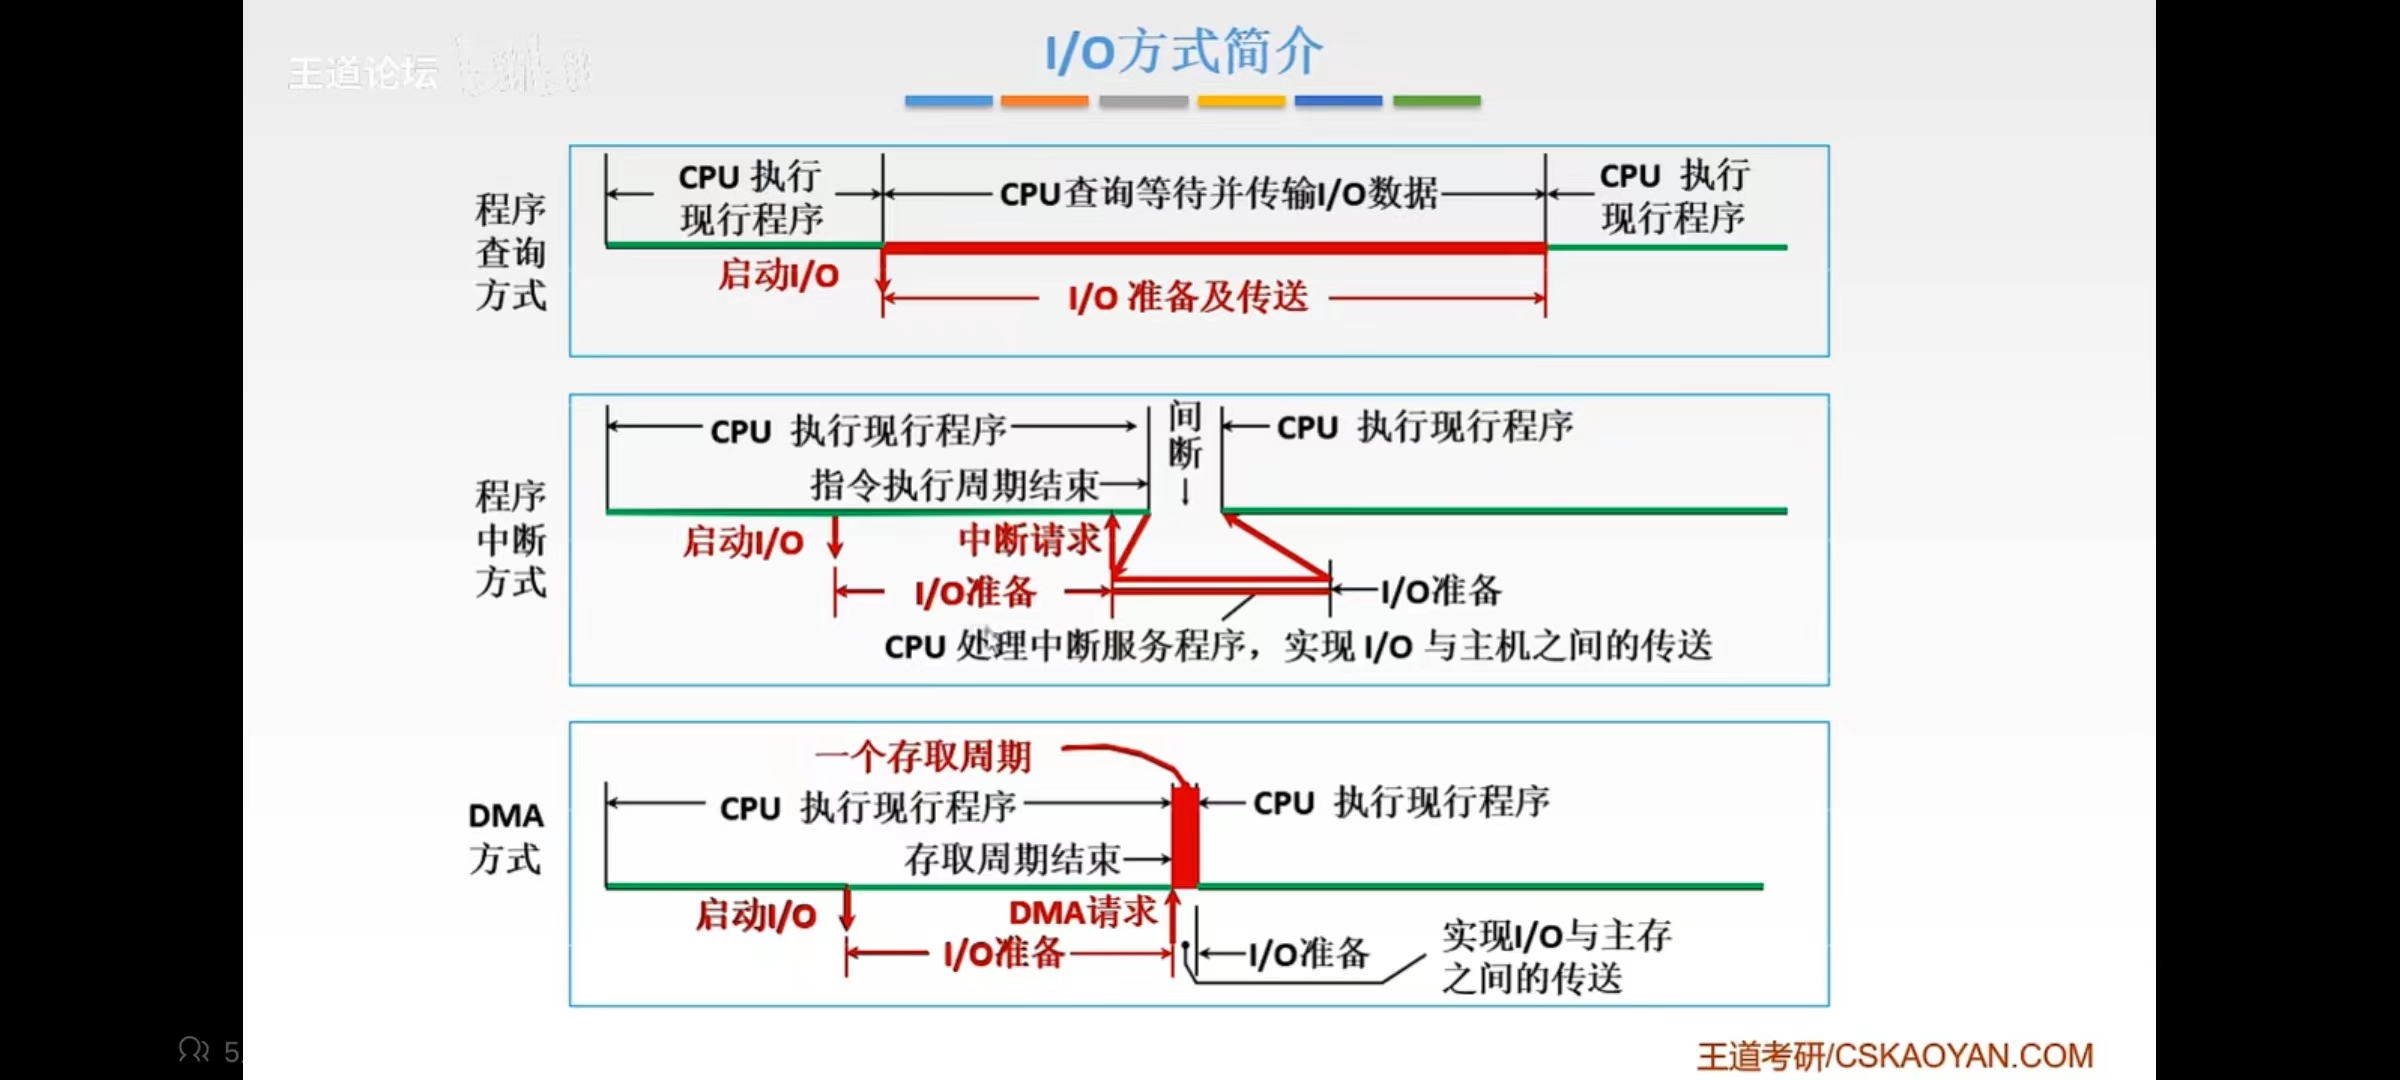 王道论坛
I/O方式简介
程序
查询
方式
CPU 执行
现行程序
CPU查询等待并传输I/O数据
CPU 执行
现行程序
启动I/O
I/O 准备及传送
程序
中断
方式
CPU 执行现行程序
间
断
CPU 执行现行程序
指令执行周期结束
启动I/O
中断请求
I/O准备
I/O准备
CPU 处理中断服务程序，实现 I/O 与主机之间的传送
DMA
方式
一个存取周期
CPU 执行现行程序
CPU 执行现行程序
存取周期结束
启动I/O
DMA请求
I/O准备
I/O准备
实现I/O与主存
之间的传送
5
王道考研/CSKAOYAN.COM